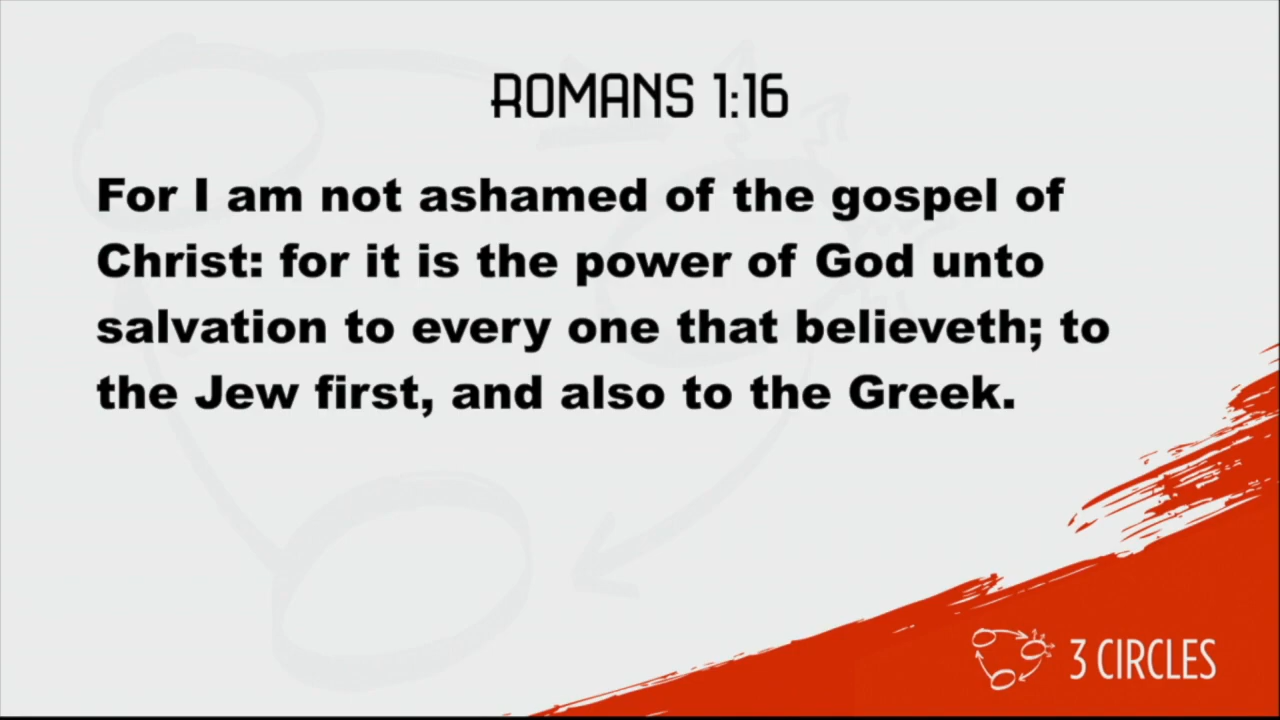 ROMANS 1:16
For I am not ashamed of the gospel of
Christ: for it is the power of God unto
salvation to every one that believeth; to
the Jew first, and also to the Greek.
3 CIRCLES